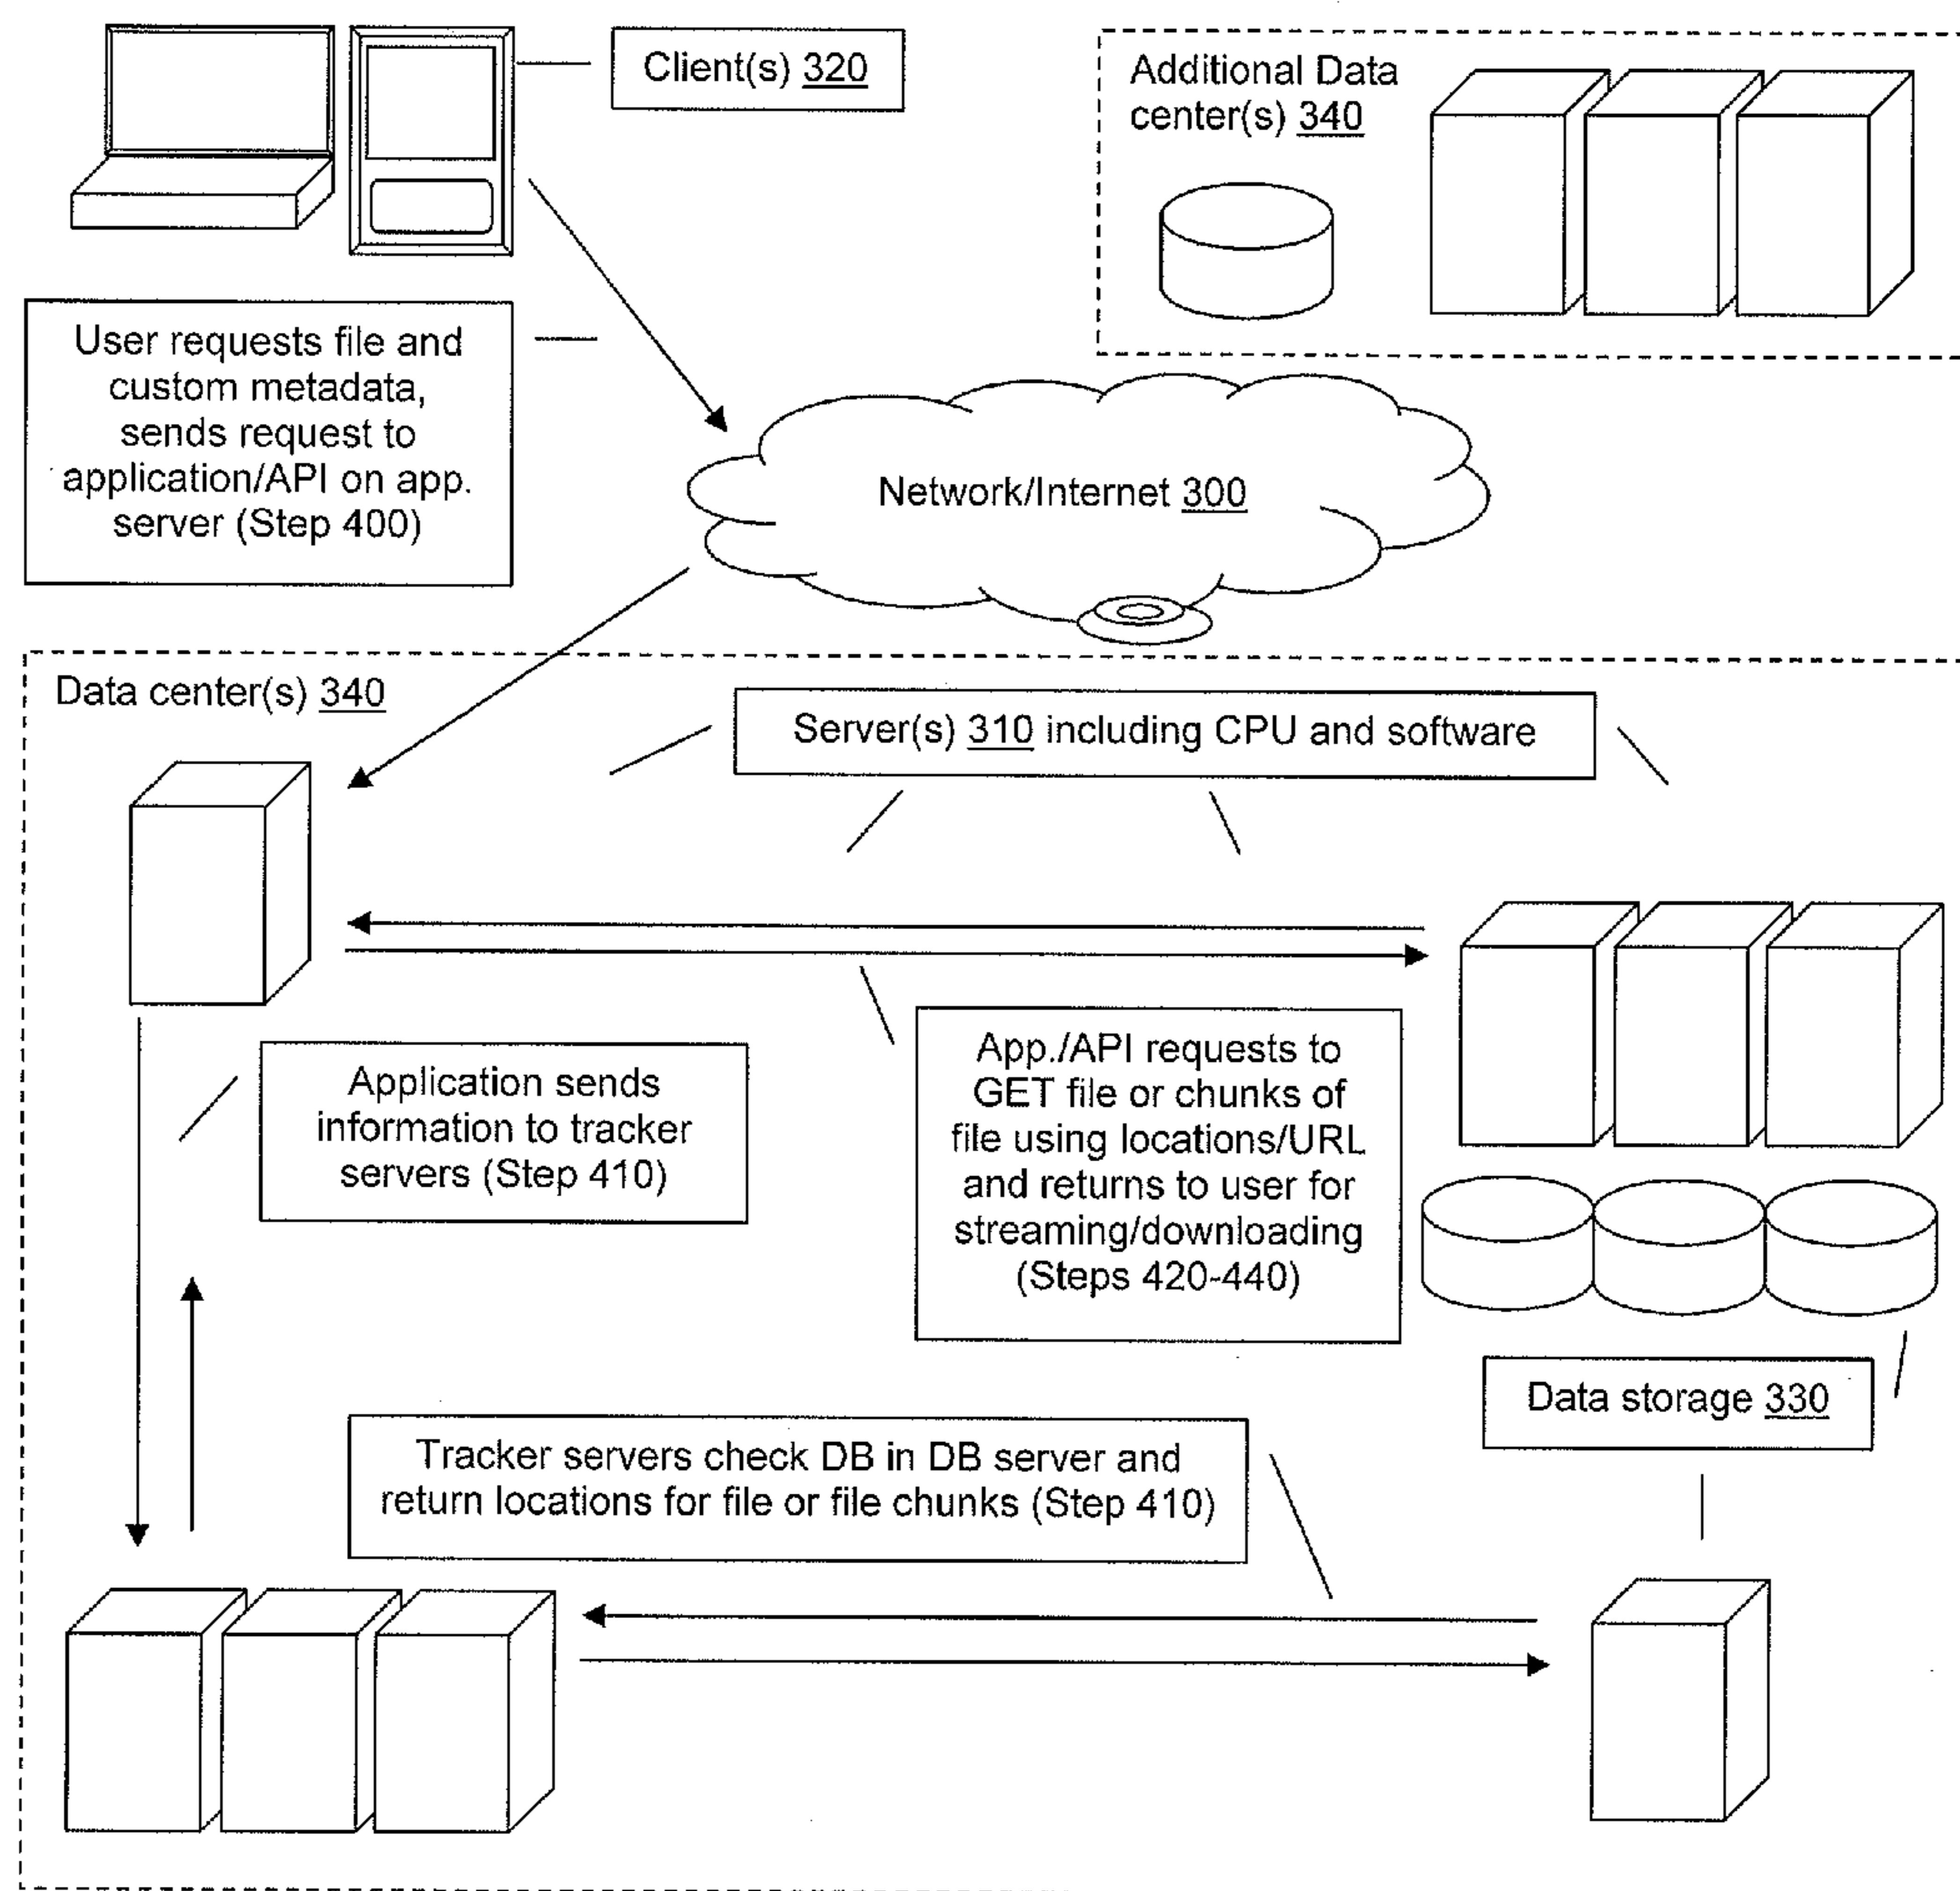 Client(s) 320
Additional Data
center(s) 340
User requests file and
custom metadata,
sends request to
application/API on app.
server (Step 400)
Network/Internet 300
Data center(s) 340
Server(s) 310 including CPU and software
Application sends
information to tracker
servers (Step 410)
App./API requests to
GET file or chunks of
file using locations/URL
and returns to user for
streaming/downloading
(Steps 420-440)
Data storage 330
Tracker servers check DB in DB server and
return locations for file or file chunks (Step 410)